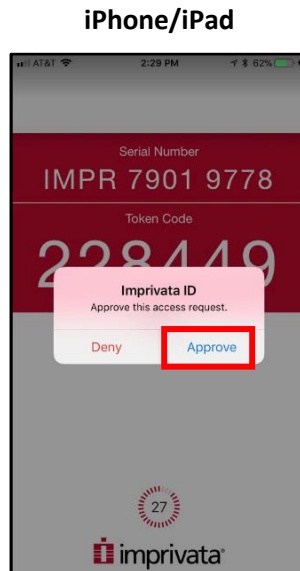 iPhone/iPad
AT&T 2:29 PM 62%
Serial Number
IMPR 7901 9778
Token Code
228449
Imprivata ID
Approve this access request.
Deny Approve
27
imprivata